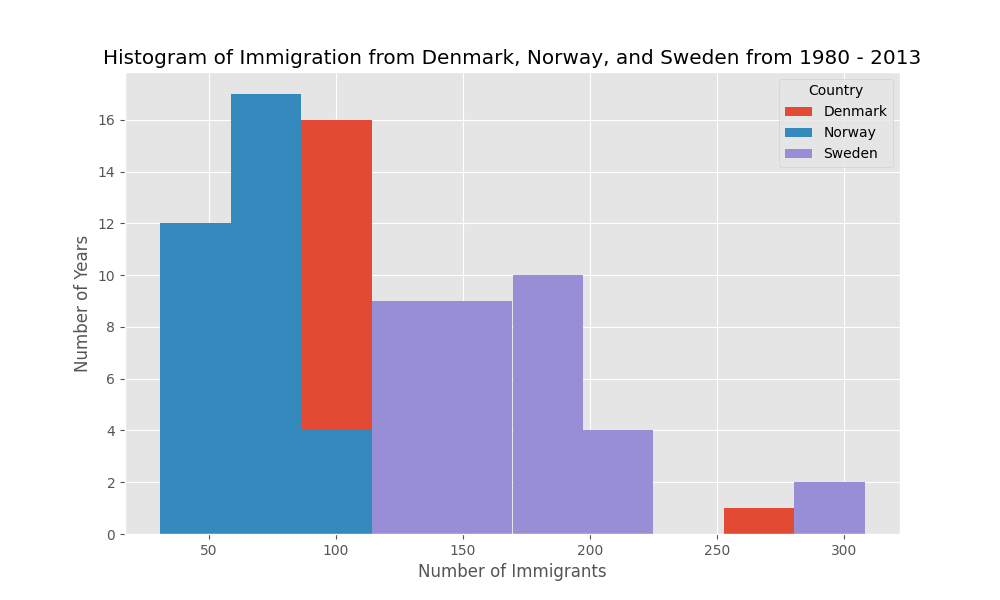 Histogram of Immigration from Denmark, Norway, and Sweden from 1980 - 2013
Country
Denmark
Norway
Sweden
16
14
12
10
8
6
4
2
0
Number of Years
50 100 150 200 250 300
Number of Immigrants